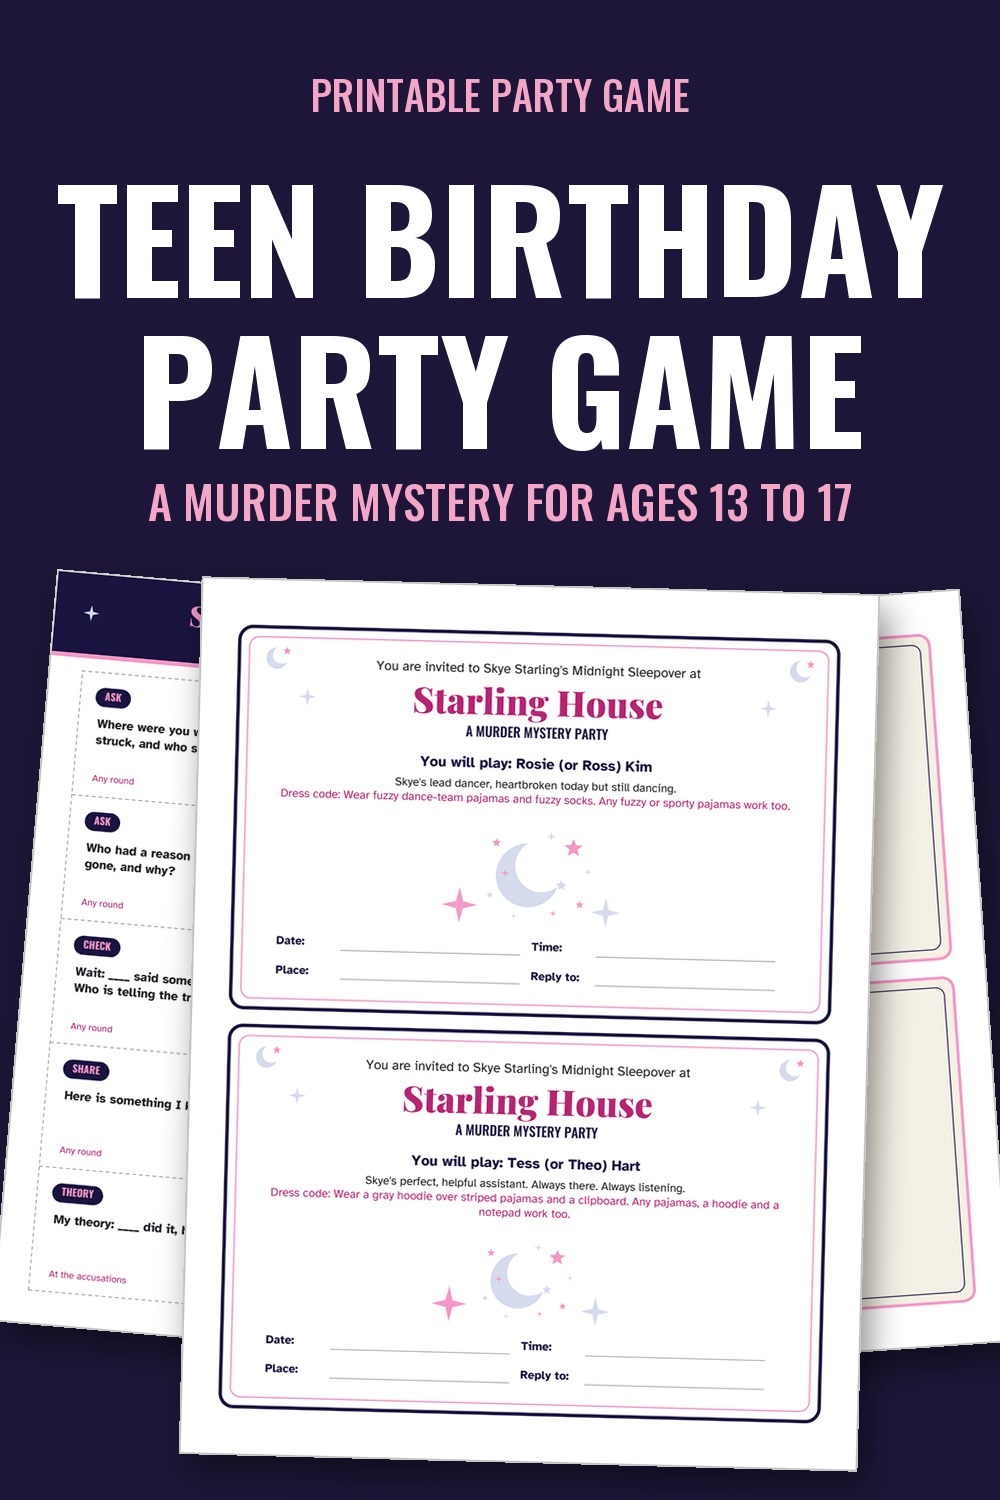 PRINTABLE PARTY GAME
TEEN BIRTHDAY
PARTY GAME
A MURDER MYSTERY FOR AGES 13 TO 17
S
ASK
Where were you
struck, and who
Any round
ASK
Who had a reason
gone, and why?
Any round
CHECK
Wait: ____ said
Who is telling the
Any round
SHARE
Here is something I
Any round
THEORY
My theory: ____ did it,
At the accusations
You are invited to Skye Starling's Midnight Sleepover at
Starling House
A MURDER MYSTERY PARTY
You will play: Rosie (or Ross) Kim
Skye's lead dancer, heartbroken today but still dancing.
Dress code: Wear fuzzy dance-team pajamas and fuzzy socks. Any fuzzy or sporty pajamas work too.
Date: Time:
Place: Reply to:
You are invited to Skye Starling's Midnight Sleepover at
Starling House
A MURDER MYSTERY PARTY
You will play: Tess (or Theo) Hart
Skye's perfect, helpful assistant. Always there. Always listening.
Dress code: Wear a gray hoodie over striped pajamas and a clipboard. Any pajamas, a hoodie and a
notepad work too.
Date: Time:
Place: Reply to: